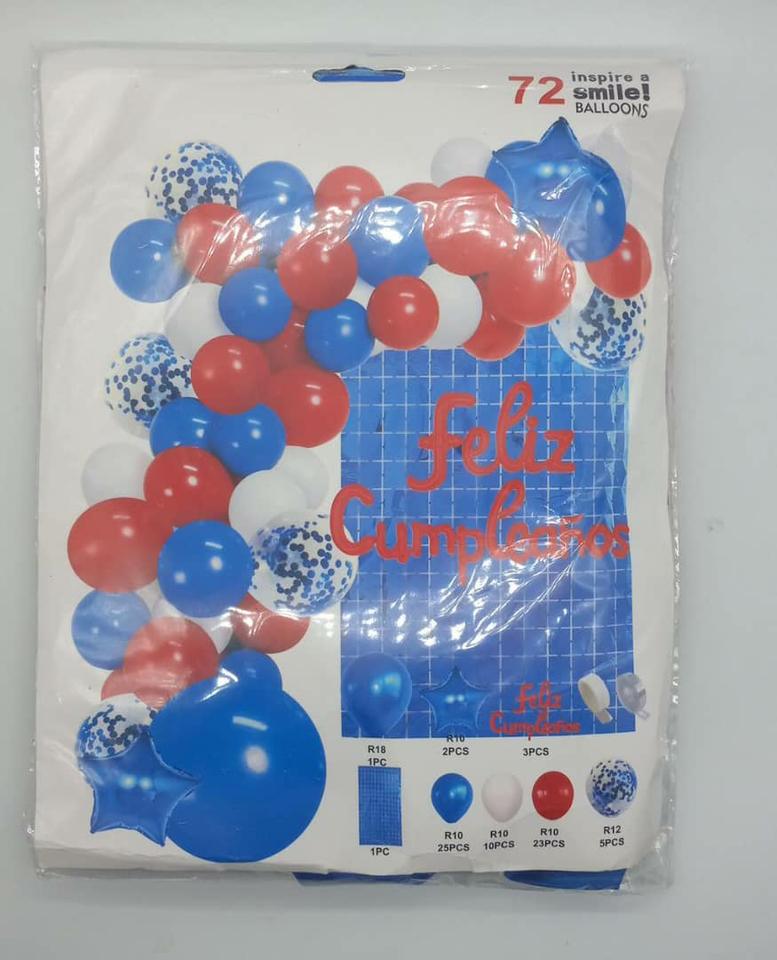 72 inspire a
smile!
BALLOONS
feliz
Cumpleaños
feliz
Cumpleaños
R18
1PC
R10
2PCS
3PCS
1PC
R10
25PCS
R10
10PCS
R10
23PCS
R12
5PCS